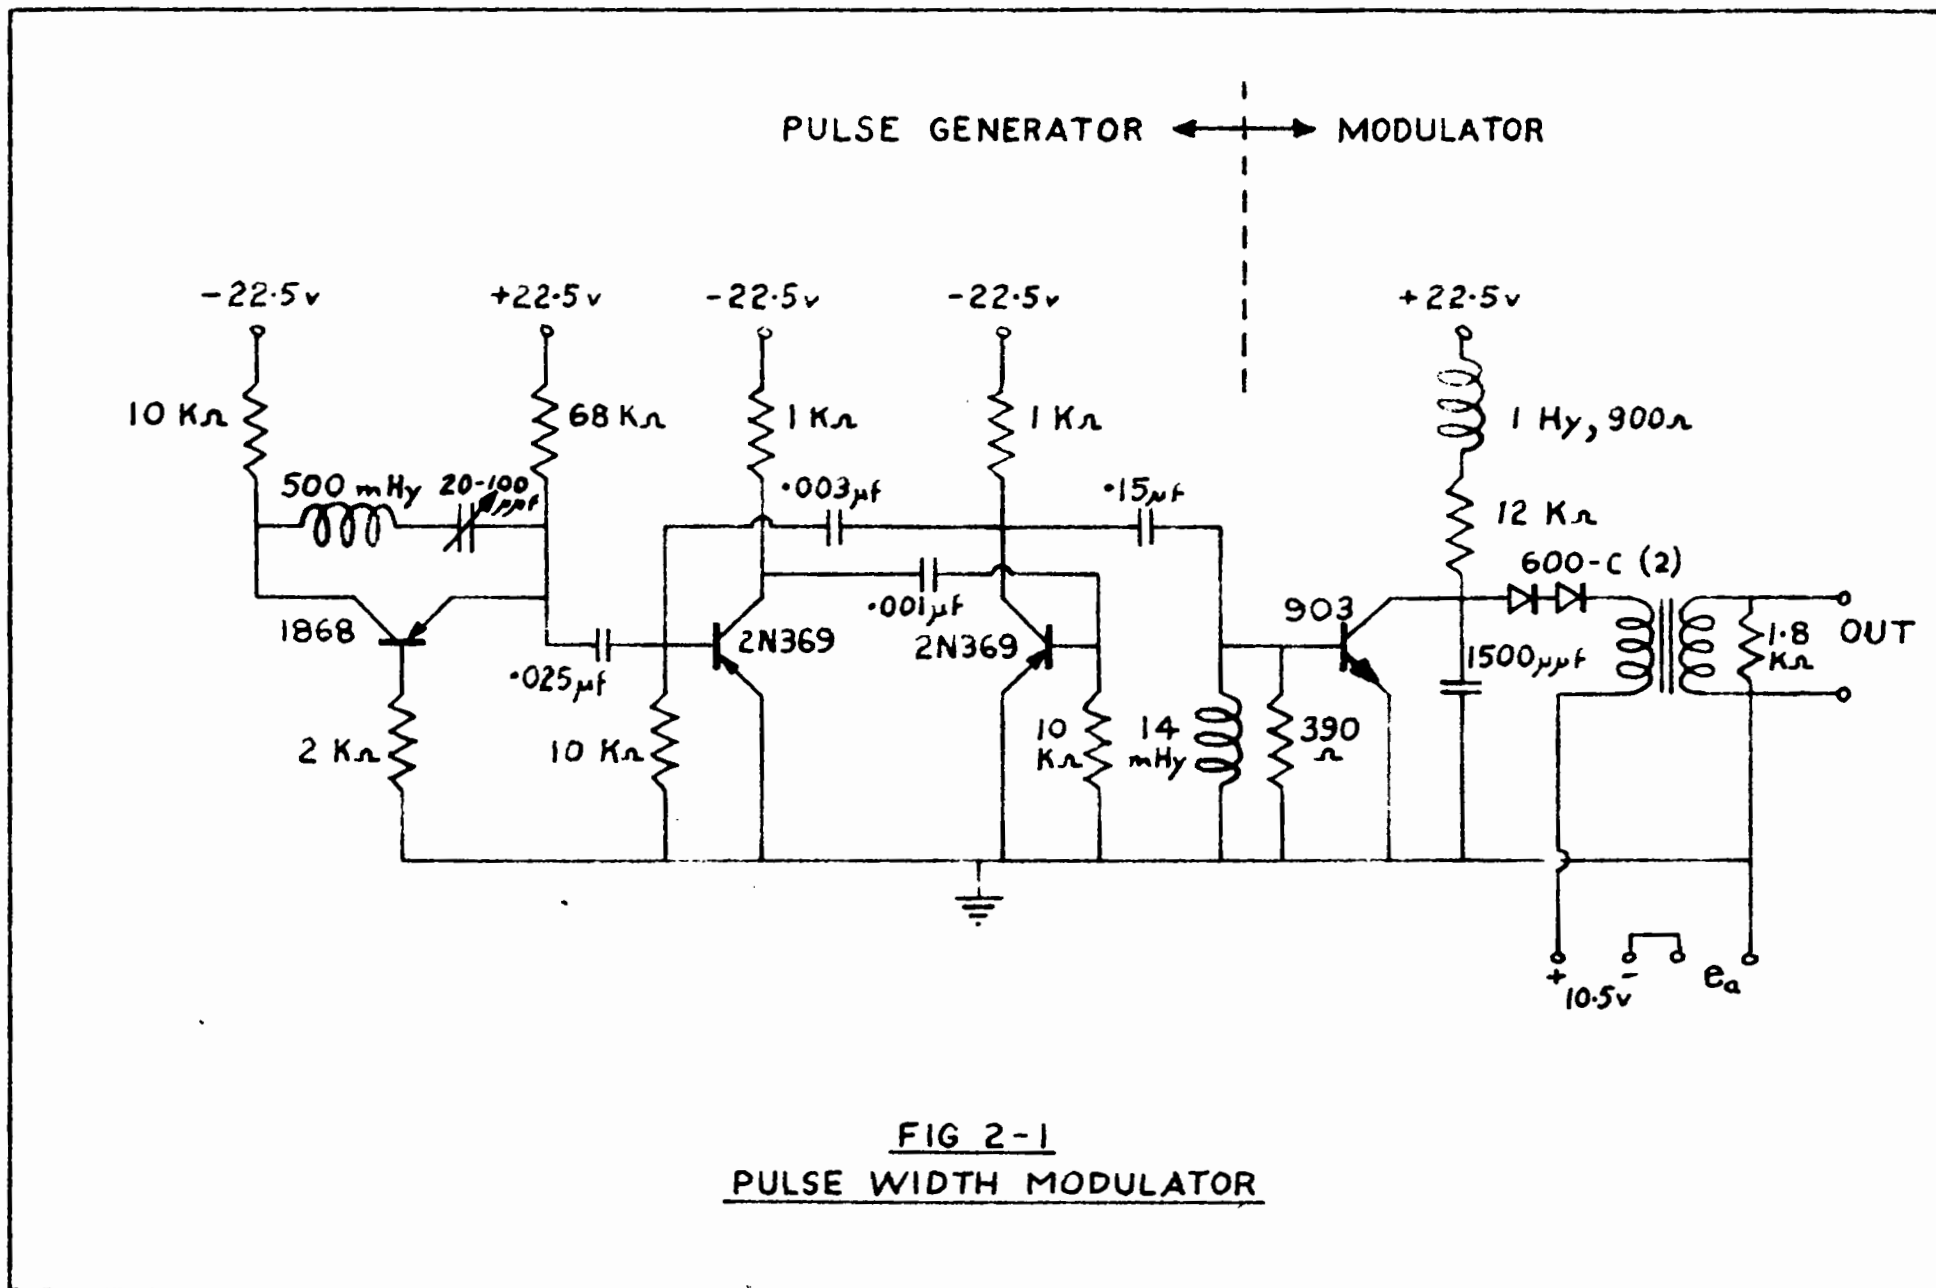 PULSE GENERATOR MODULATOR
-22·5v +22·5v -22·5v -22·5v +22·5v
10 KΩ 68 KΩ 1 KΩ 1 KΩ 1 Hy, 900Ω
500 mHy 20-100 μμf ·003μf ·15μf 12 KΩ
600-C (2)
·001μf 903
1868 2N369 2N369 1500μμf 1·8 KΩ OUT
·025μf
2 KΩ 10 KΩ 10 KΩ 14 mHy 390 Ω
+ 10·5v - ea
FIG 2-1
PULSE WIDTH MODULATOR